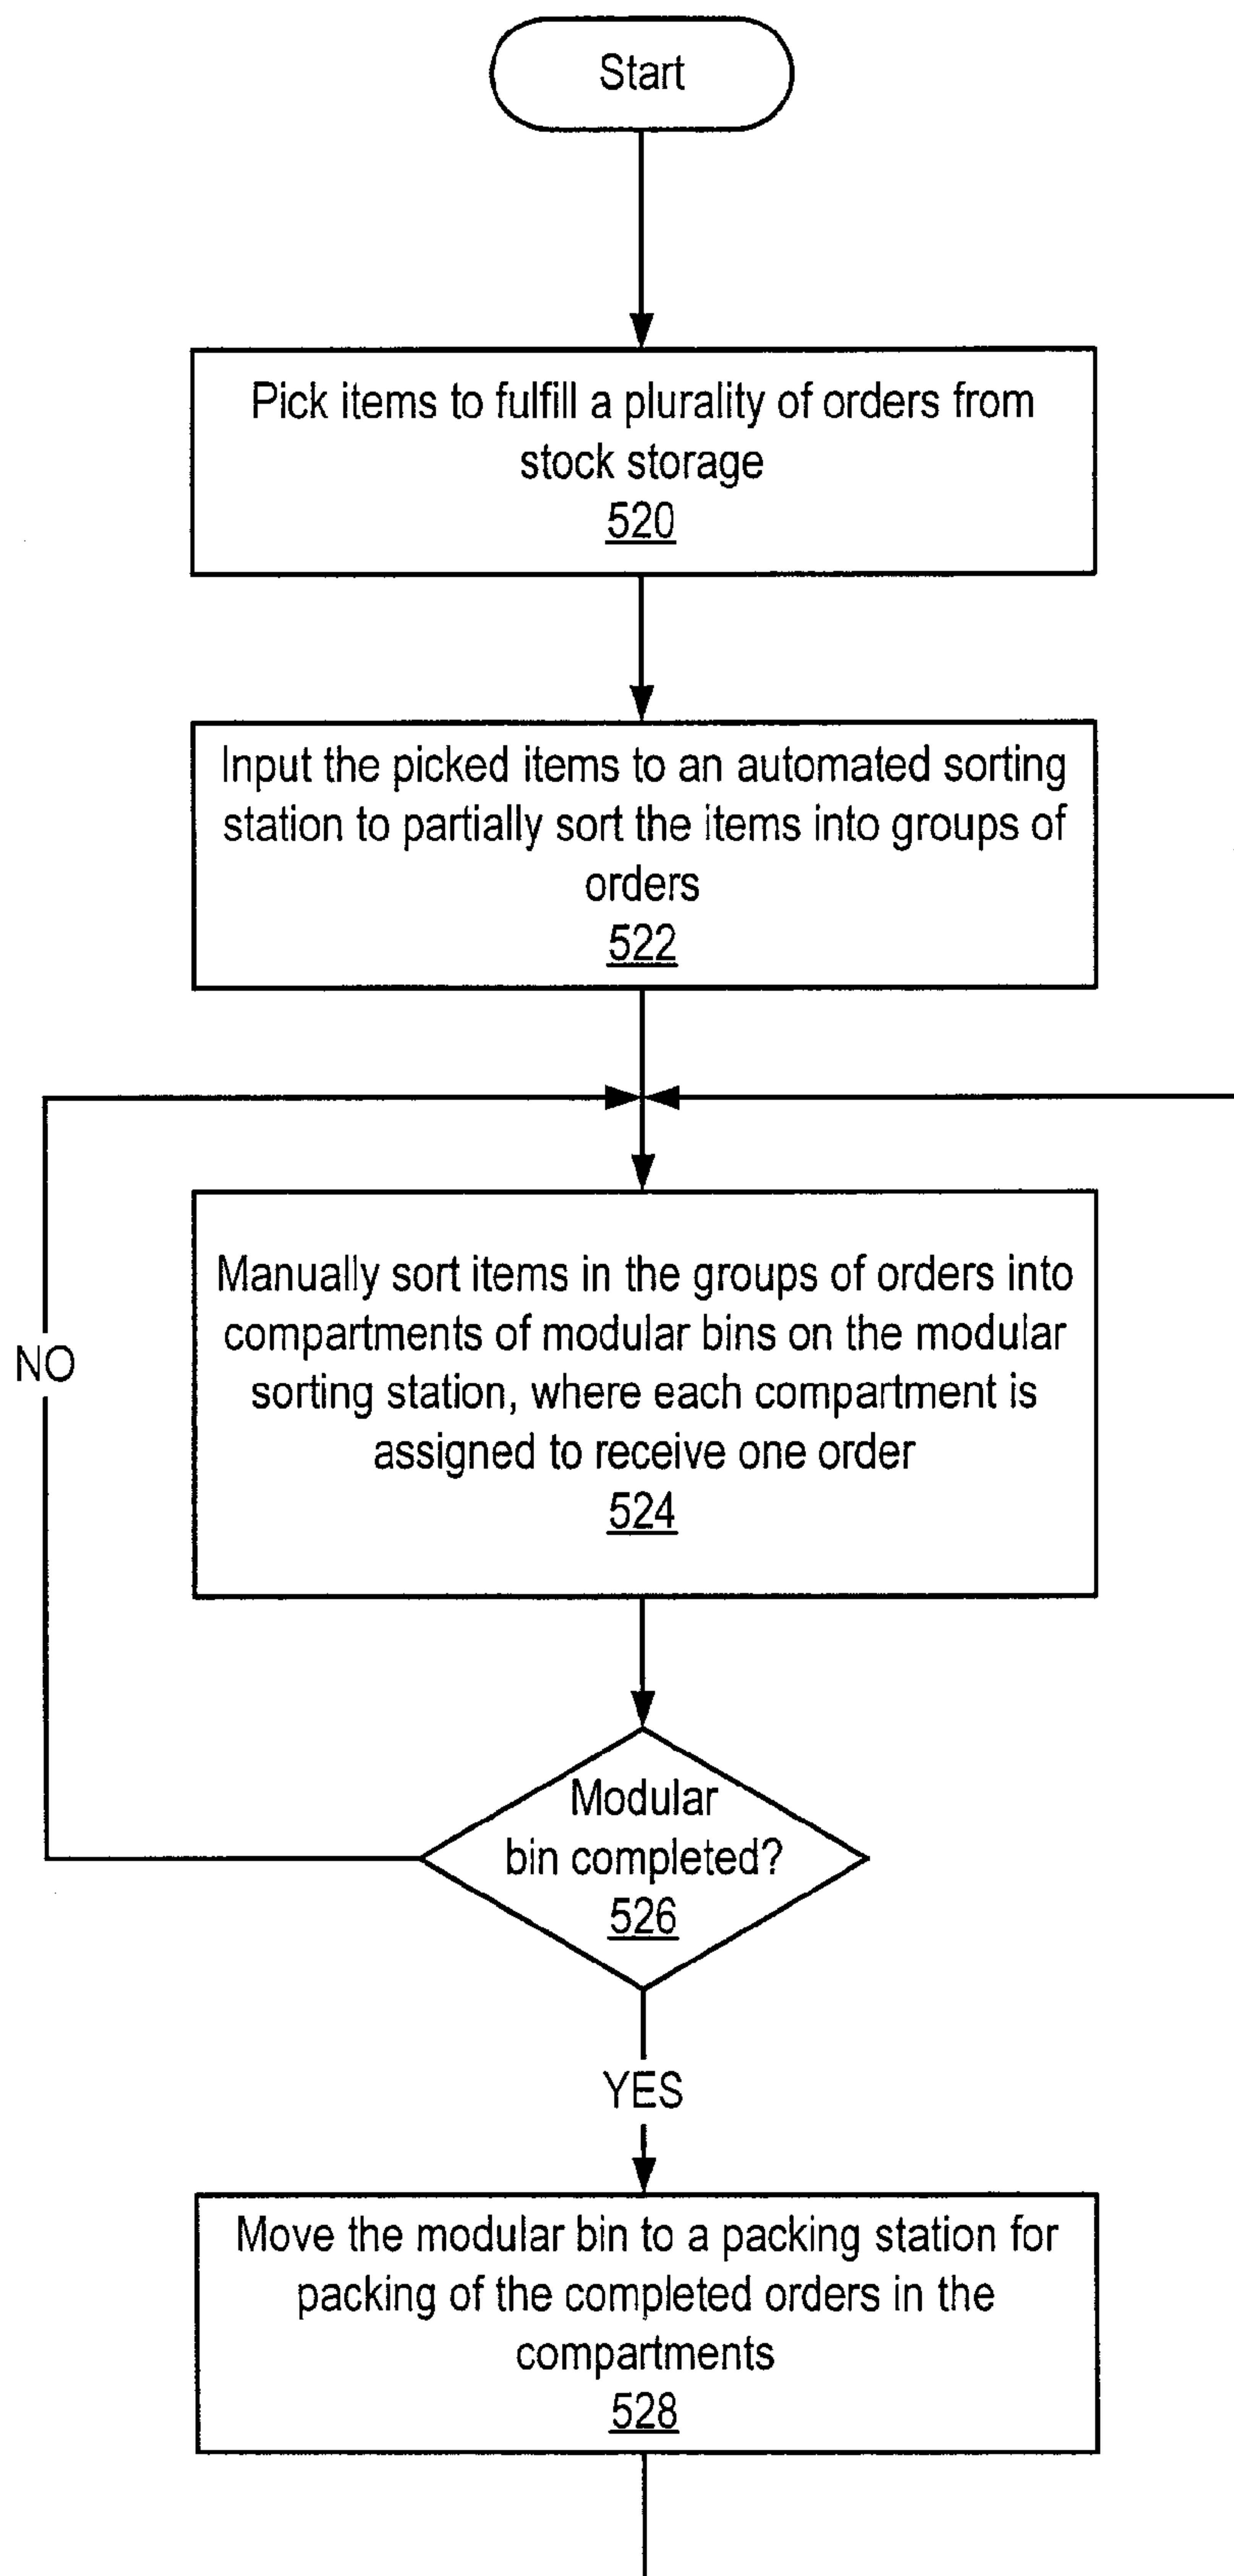 Start
Pick items to fulfill a plurality of orders from
stock storage
520
Input the picked items to an automated sorting
station to partially sort the items into groups of
orders
522
Manually sort items in the groups of orders into
compartments of modular bins on the modular
sorting station, where each compartment is
assigned to receive one order
524
NO
Modular
bin completed?
526
YES
Move the modular bin to a packing station for
packing of the completed orders in the
compartments
528